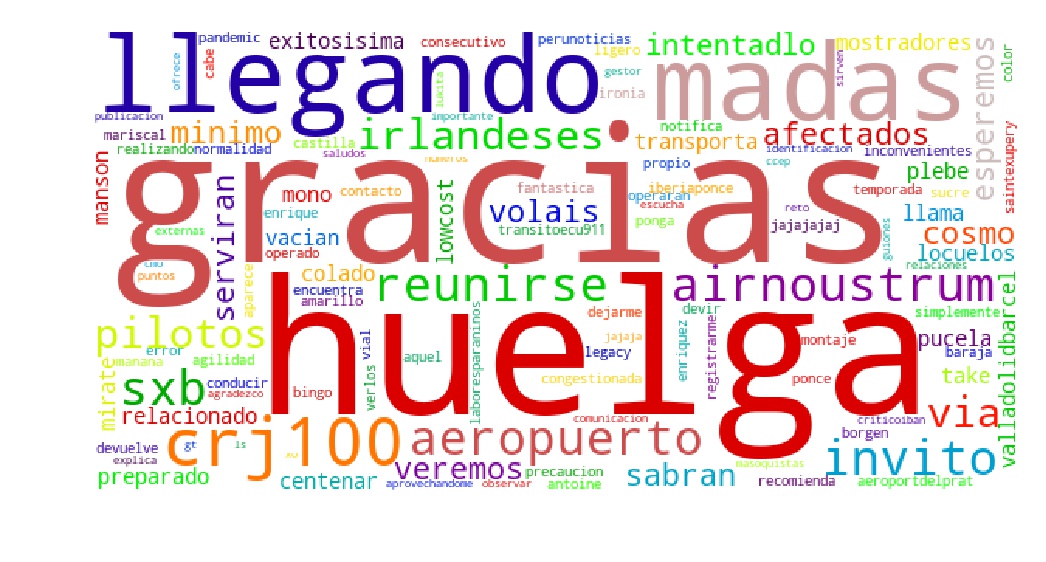 llegando
pandemic
exitosisima
consecutivo
perunoticias
ligero
intentadlo
mostradores
ofrece
cabe
lukita
gestor
ironia
madas
sirven
esperemos
color
publicacion
importante
mariscal
minimo
castilla
irlandeses
notifica
transporta
afectados
realizando
normalidad
saludos
numeros
propio
identificacion
ccep
inconvenientes
plebe
saintexupery
manson
gracias
serviran
mono
contacto
fantastica
iberiaponce
operaran
escucha
temporada
sucre
enrique
lowcost
volais
ponga
reto
jajajajaj
llama
externas
vacian
transitoecu911
guiones
cosmo
operado
locuelos
puntos
colado
relaciones
aparece
encuentra
reunirse
airnoustrum
amarillo
huelga
laboresparaninos
dejarme
devir
simplemente
pilotos
error
manana
agilidad
vial
verlos
aquel
jajaja
legacy
enriquez
registrarme
montaje
pucela
baraja
valladolidbarcel
mirate
sxb
conducir
agradezco
bingo
congestionada
ponce
take
relacionado
comunicacion
criticoiban
via
devuelve
gt
is
crj100
aeropuerto
borgen
explica
invito
preparado
centenar
veremos
precaucion
sabran
masoquistas
aprovechandome
observar
antoine
recomienda
aeroportdelprat